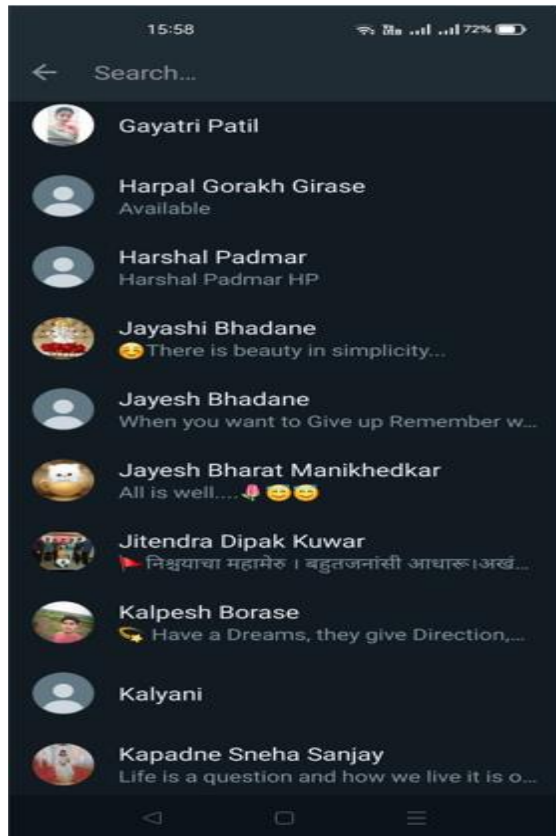 15:58
72%
Search...
Gayatri Patil
Harpal Gorakh Girase
Available
Harshal Padmar
Harshal Padmar HP
Jayashi Bhadane
😊There is beauty in simplicity...
Jayesh Bhadane
When you want to Give up Remember w...
Jayesh Bharat Manikhedkar
All is well....🌷😇😇
Jitendra Dipak Kuwar
🚩 निश्चयाचा महामेरु । बहुतजनांसी आधारू।अखं...
Kalpesh Borase
💫 Have a Dreams, they give Direction,...
Kalyani
Kapadne Sneha Sanjay
Life is a question and how we live it is o...